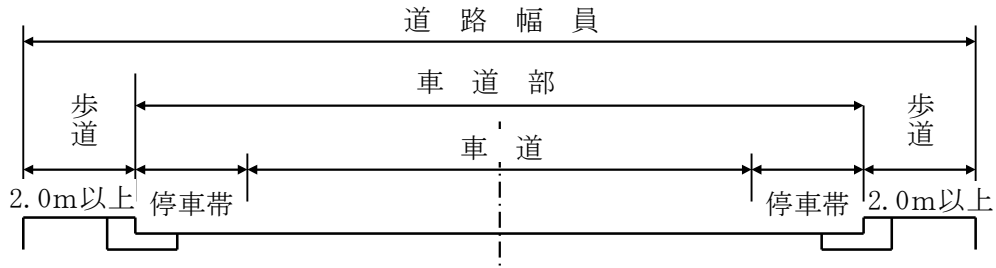 道路幅員
車道部
歩道
歩道
車道
2.0m以上
停車帯
停車帯
2.0m以上